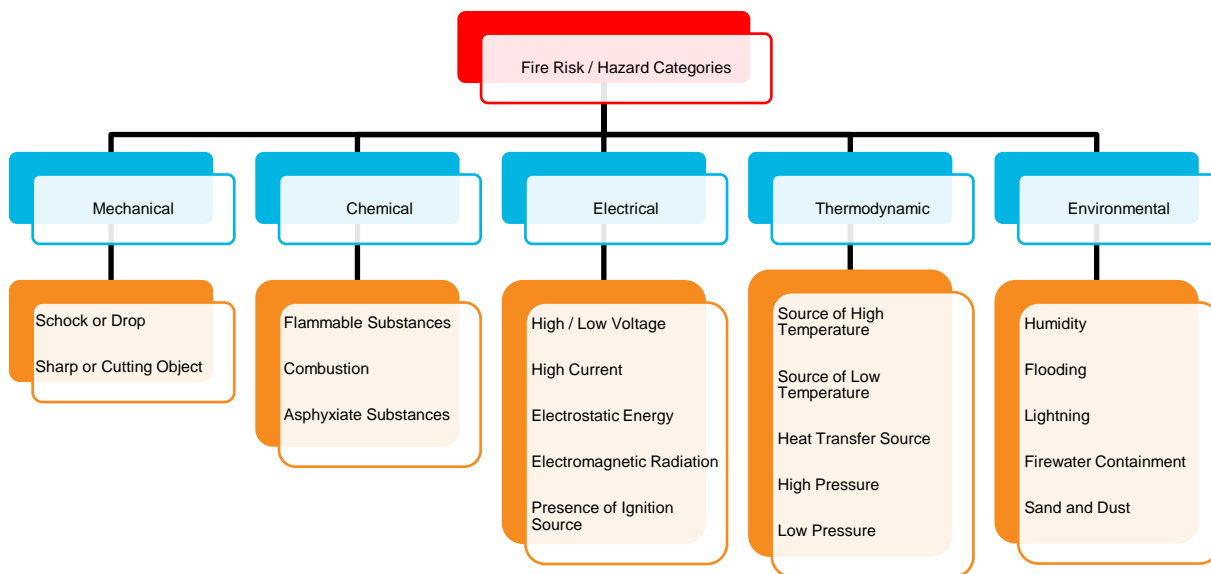 Fire Risk / Hazard Categories
Mechanical
Chemical
Electrical
Thermodynamic
Environmental
Schock or Drop
Sharp or Cutting Object
Flammable Substances
Combustion
Asphyxiate Substances
High / Low Voltage
High Current
Electrostatic Energy
Electromagnetic Radiation
Presence of Ignition
Source
Source of High
Temperature
Source of Low
Temperature
Heat Transfer Source
High Pressure
Low Pressure
Humidity
Flooding
Lightning
Firewater Containment
Sand and Dust